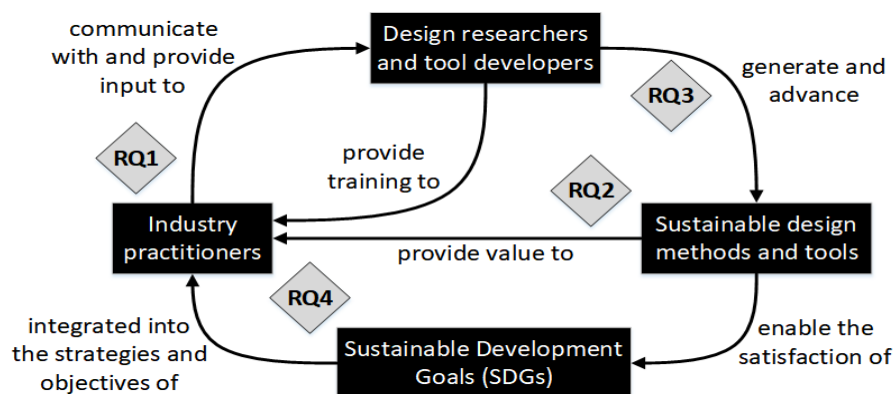 communicate
with and provide
input to
Design researchers
and tool developers
generate and
advance
RQ3
RQ1
provide
training to
RQ2
Industry
practitioners
Sustainable design
methods and tools
provide value to
RQ4
integrated into
the strategies and
objectives of
Sustainable Development
Goals (SDGs)
enable the
satisfaction of